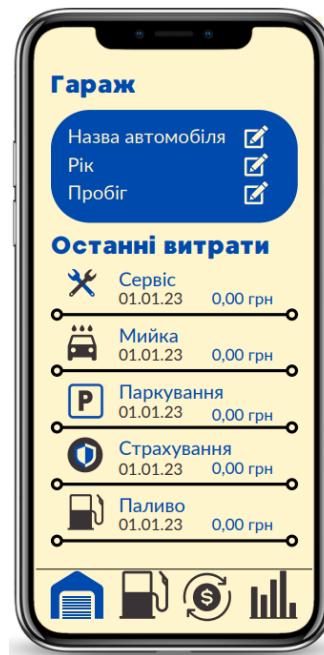 Гараж
Назва автомобіля
Рік
Пробіг
Останні витрати
Сервіс
01.01.23 0,00 грн
Мийка
01.01.23 0,00 грн
P Паркування
01.01.23 0,00 грн
Страхування
01.01.23 0,00 грн
Паливо
01.01.23 0,00 грн
$